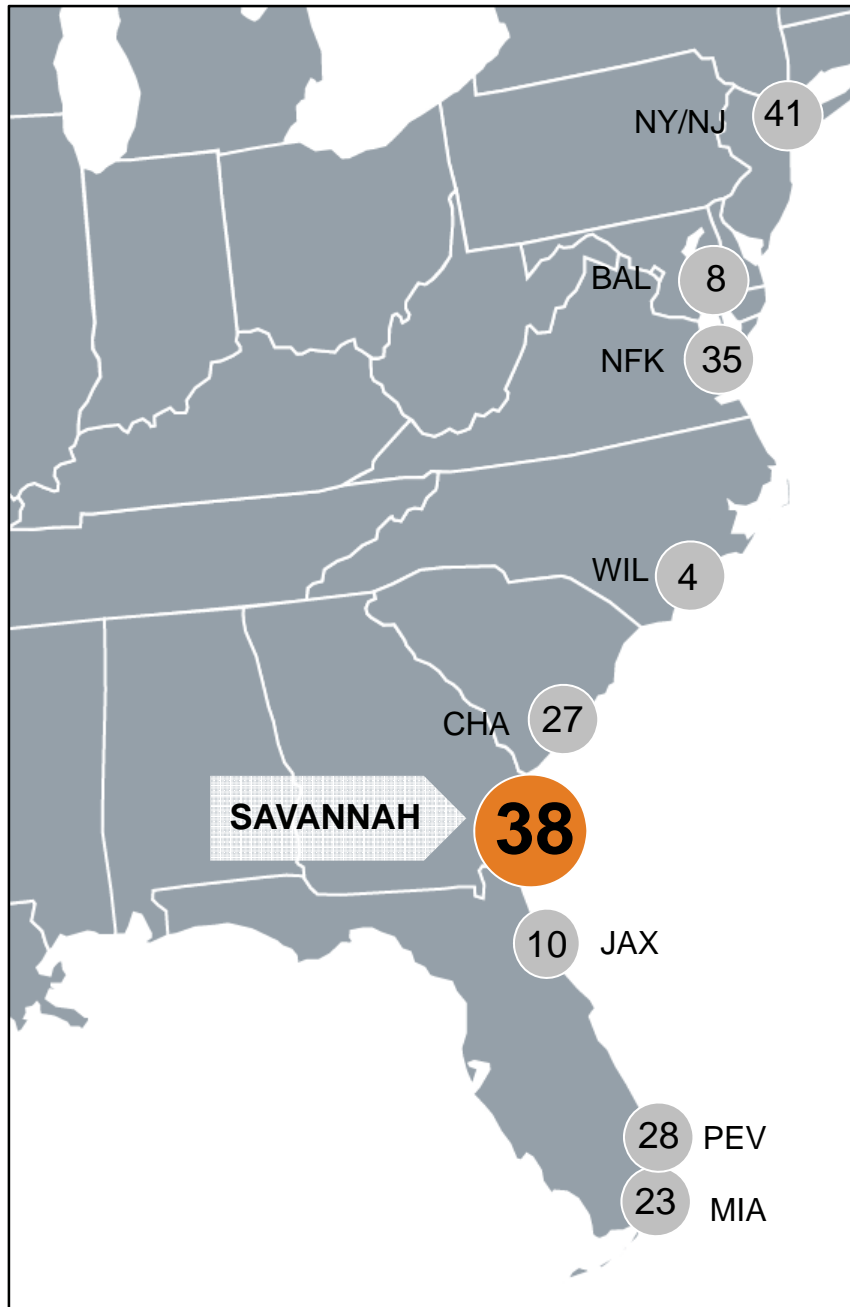 NY/NJ 41
BAL 8
NFK 35
WIL 4
CHA 27
SAVANNAH 38
10 JAX
28 PEV
23 MIA